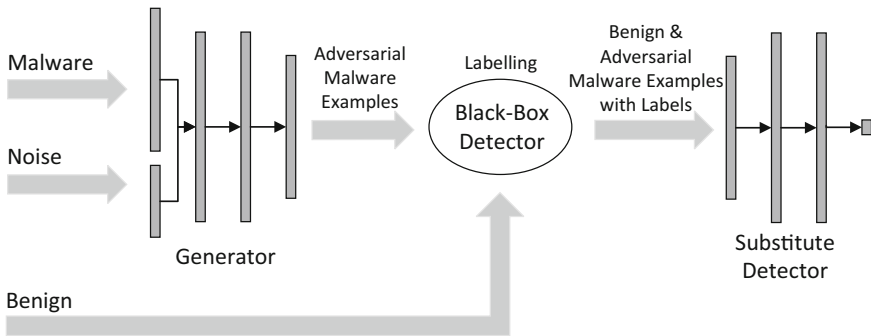 Malware
Noise
Benign
Generator
Adversarial
Malware
Examples
Labelling
Black-Box
Detector
Benign &
Adversarial
Malware Examples
with Labels
Substitute
Detector